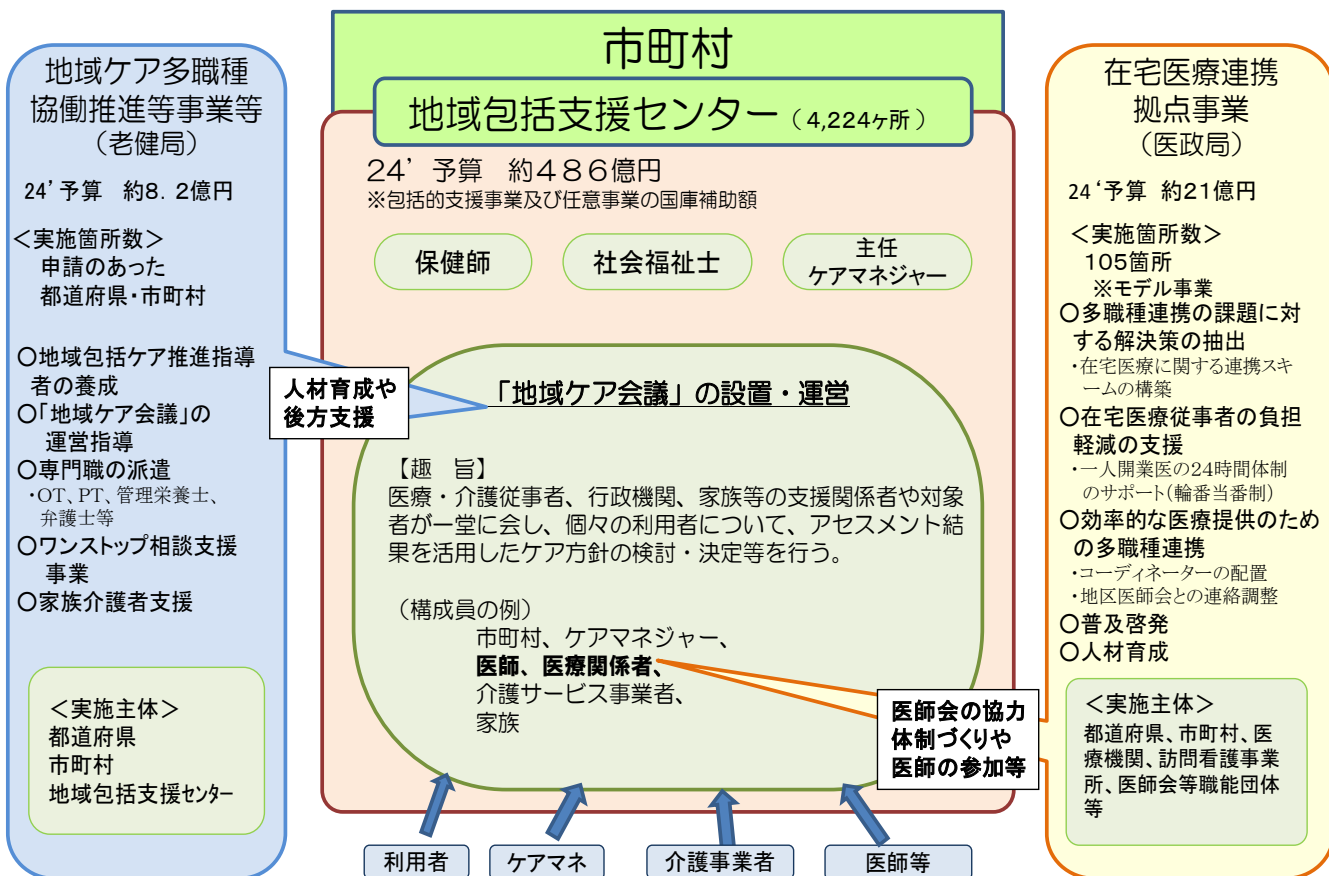 地域ケア多職種
協働推進等事業等
（老健局）
24’予算　約8．2億円
＜実施箇所数＞
申請のあった
都道府県・市町村
○地域包括ケア推進指導
者の養成
○「地域ケア会議」の
運営指導
○専門職の派遣
・OT、PT、管理栄養士、
弁護士等
○ワンストップ相談支援
事業
○家族介護者支援
＜実施主体＞
都道府県
市町村
地域包括支援センター
人材育成や
後方支援
市町村
地域包括支援センター（4,224ヶ所）
24’予算　約486億円
※包括的支援事業及び任意事業の国庫補助額
保健師
社会福祉士
主任
ケアマネジャー
「地域ケア会議」の設置・運営
【趣　旨】
医療・介護従事者、行政機関、家族等の支援関係者や対象
者が一堂に会し、個々の利用者について、アセスメント結
果を活用したケア方針の検討・決定等を行う。
（構成員の例）
市町村、ケアマネジャー、
医師、医療関係者、
介護サービス事業者、
家族
医師会の協力
体制づくりや
医師の参加等
利用者
ケアマネ
介護事業者
医師等
在宅医療連携
拠点事業
（医政局）
24‘予算　約21億円
＜実施箇所数＞
105箇所
※モデル事業
○多職種連携の課題に対
する解決策の抽出
・在宅医療に関する連携スキ
ームの構築
○在宅医療従事者の負担
軽減の支援
・一人開業医の24時間体制
のサポート（輪番当番制）
○効率的な医療提供のため
の多職種連携
・コーディネーターの配置
・地区医師会との連絡調整
○普及啓発
○人材育成
＜実施主体＞
都道府県、市町村、医
療機関、訪問看護事業
所、医師会等職能団体
等